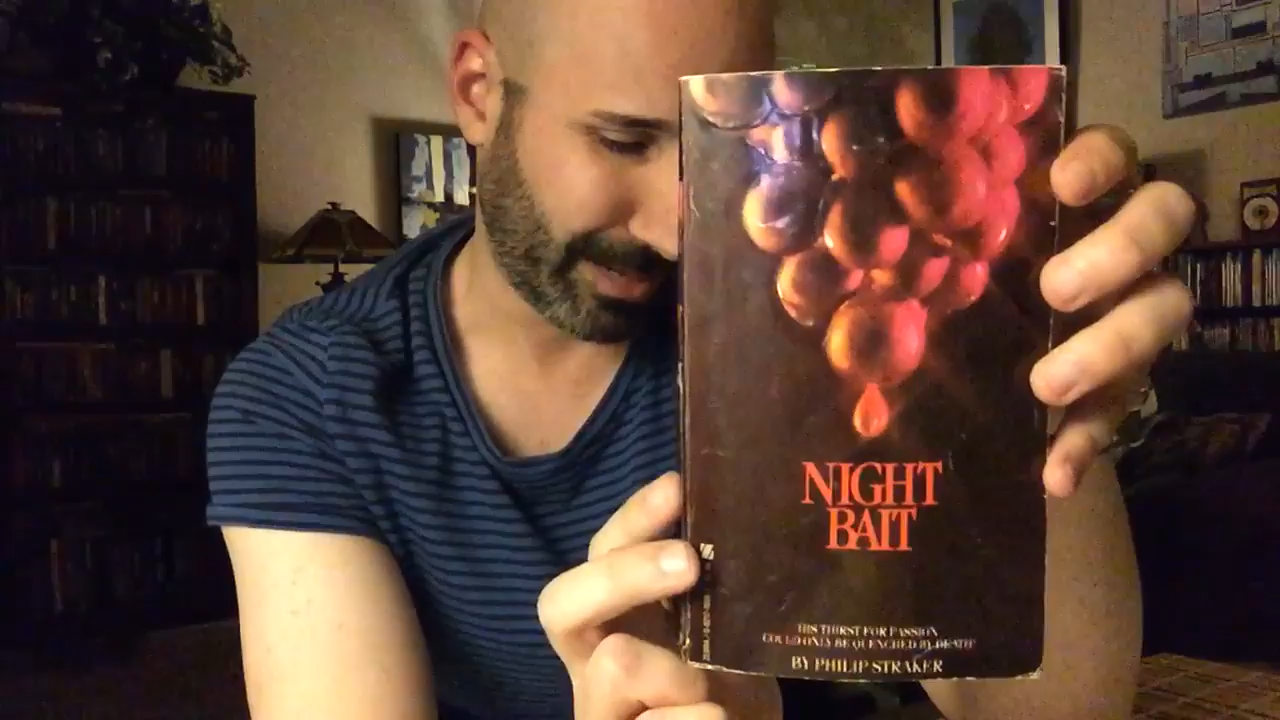 NIGHT
BAIT
HIS THIRST FOR PASSION
COULD ONLY BE QUENCHED BY DEATH
BY PHILIP STRAKER